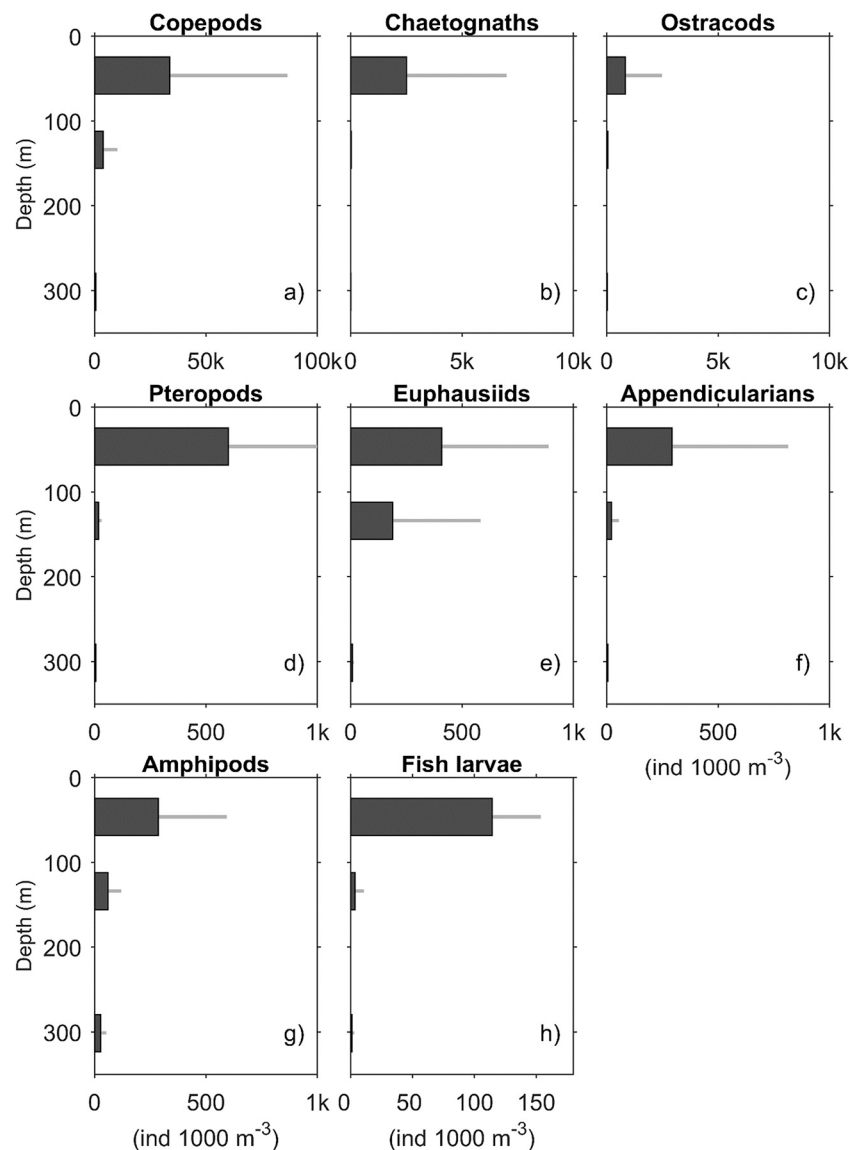 Copepods
Chaetognaths
Ostracods
0
100
200
300
Depth (m)
a)
b)
c)
0
50k
100k
0
5k
10k
0
5k
10k
Pteropods
Euphausiids
Appendicularians
0
100
200
300
Depth (m)
d)
e)
f)
0
500
1k
0
500
1k
0
500
1k
(ind 1000 m⁻³)
Amphipods
Fish larvae
0
100
200
300
Depth (m)
g)
h)
0
500
1k
0
50
100
150
(ind 1000 m⁻³)
(ind 1000 m⁻³)